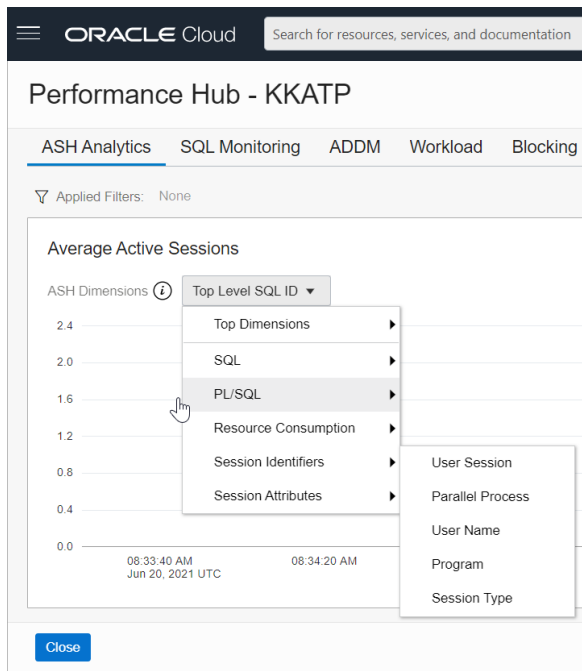 ORACLE Cloud
Search for resources, services, and documentation
Performance Hub - KKATP
ASH Analytics SQL Monitoring ADDM Workload Blocking
Applied Filters: None
Average Active Sessions
ASH Dimensions i Top Level SQL ID
2.4
Top Dimensions
2.0
SQL
1.6
PL/SQL
1.2
Resource Consumption
0.8
Session Identifiers
User Session
0.4
Session Attributes
Parallel Process
0.0
User Name
08:33:40 AM 08:34:20 AM
Jun 20, 2021 UTC
Program
Session Type
Close